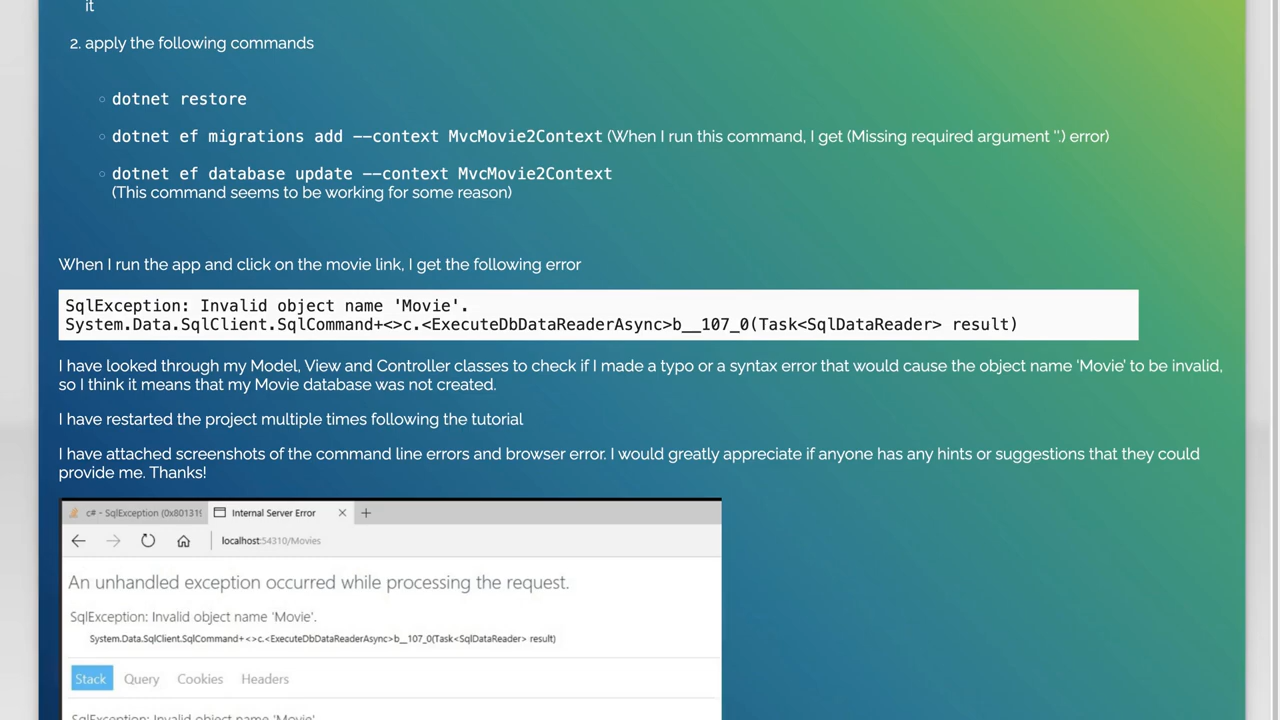 it
2. apply the following commands
dotnet restore
dotnet ef migrations add --context MvcMovie2Context (When I run this command, I get (Missing required argument ''.) error)
dotnet ef database update --context MvcMovie2Context
(This command seems to be working for some reason)
When I run the app and click on the movie link, I get the following error
SqlException: Invalid object name 'Movie'.
System.Data.SqlClient.SqlCommand+<>c.<ExecuteDbDataReaderAsync>b__107_0(Task<SqlDataReader> result)
I have looked through my Model, View and Controller classes to check if I made a typo or a syntax error that would cause the object name ‘Movie’ to be invalid,
so I think it means that my Movie database was not created.
I have restarted the project multiple times following the tutorial
I have attached screenshots of the command line errors and browser error. I would greatly appreciate if anyone has any hints or suggestions that they could
provide me. Thanks!
c# - SqlException (0x801319 Internal Server Error
localhost:54310/Movies
An unhandled exception occurred while processing the request.
SqlException: Invalid object name 'Movie'.
System.Data.SqlClient.SqlCommand+<>c.<ExecuteDbDataReaderAsync>b__107_0(Task<SqlDataReader> result)
Stack Query Cookies Headers
SqlException: Invalid object name 'Movie'